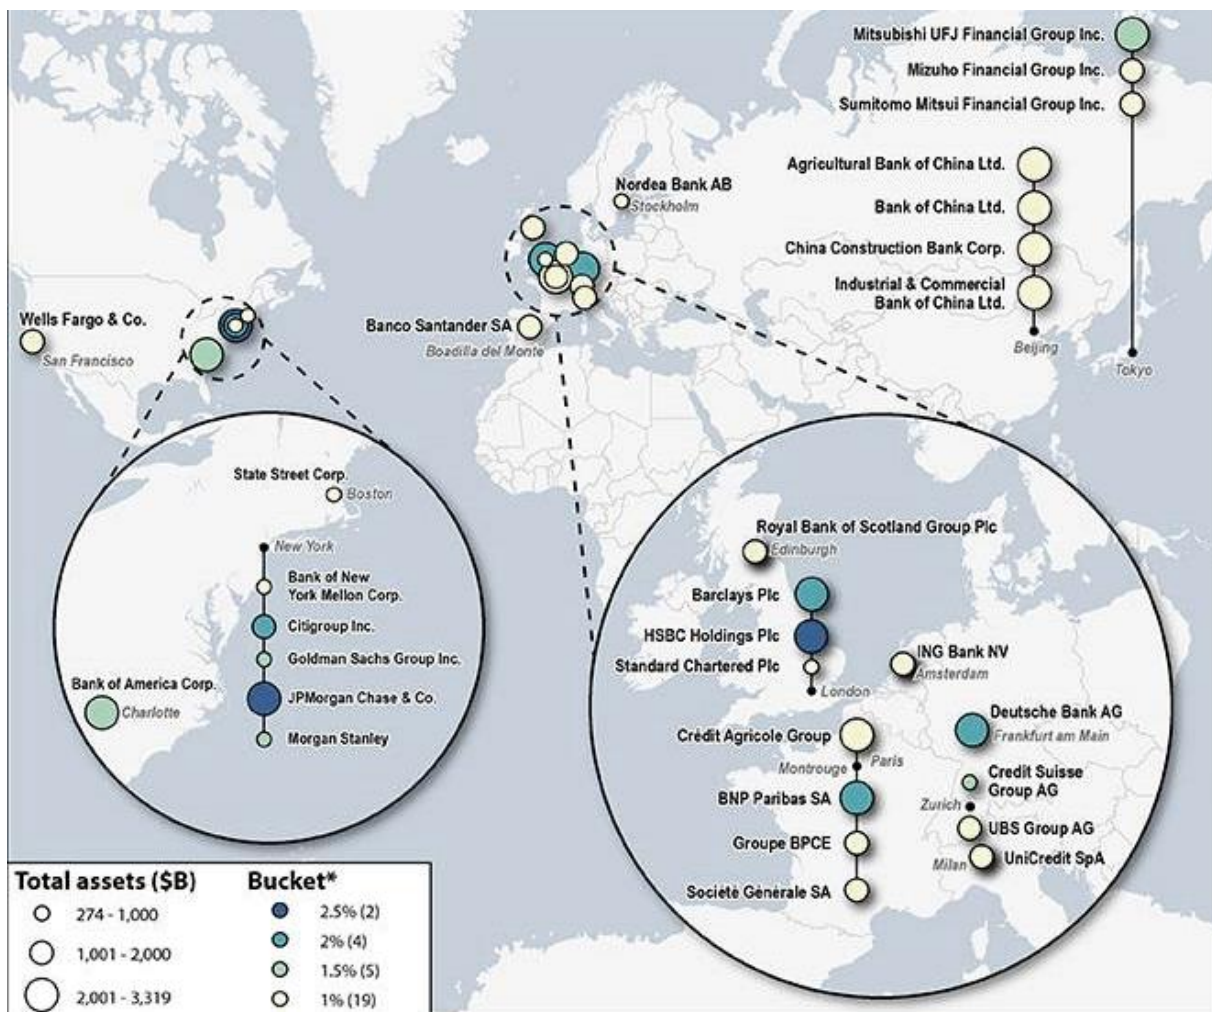 Mitsubishi UFJ Financial Group Inc.
Mizuho Financial Group Inc.
Sumitomo Mitsui Financial Group Inc.
Agricultural Bank of China Ltd.
Bank of China Ltd.
China Construction Bank Corp.
Industrial & Commercial
Bank of China Ltd.
Beijing
Tokyo
Nordea Bank AB
Stockholm
Banco Santander SA
Boadilla del Monte
Wells Fargo & Co.
San Francisco
State Street Corp.
Boston
New York
Bank of New
York Mellon Corp.
Citigroup Inc.
Goldman Sachs Group Inc.
JPMorgan Chase & Co.
Morgan Stanley
Bank of America Corp.
Charlotte
Royal Bank of Scotland Group Plc
Edinburgh
Barclays Plc
HSBC Holdings Plc
Standard Chartered Plc
London
ING Bank NV
Amsterdam
Deutsche Bank AG
Frankfurt am Main
Crédit Agricole Group
Montrouge
Paris
BNP Paribas SA
Groupe BPCE
Société Générale SA
Credit Suisse
Group AG
Zurich
UBS Group AG
Milan
UniCredit SpA
Total assets ($B)
274 - 1,000
1,001 - 2,000
2,001 - 3,319
Bucket*
2.5% (2)
2% (4)
1.5% (5)
1% (19)